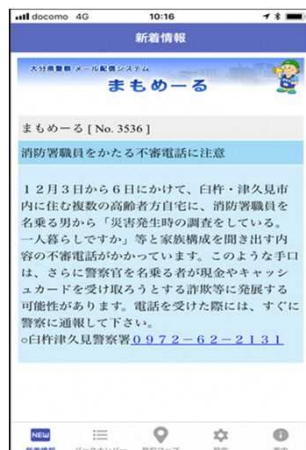 docomo 4G 10:16
新着情報
大分県警察 メール配信システム
まもめーる
まもめーる [ No. 3536 ]
消防署職員をかたる不審電話に注意
１２月３日から６日にかけて、臼杵・津久見市
内に住む複数の高齢者方自宅に、消防署職員を
名乗る男から「災害発生時の調査をしている。
一人暮らしですか」等と家族構成を聞き出す内
容の不審電話がかかっています。このような手口
は、さらに警察官を名乗る者が現金やキャッシ
ュカードを受け取ろうとする詐欺等に発展する
可能性があります。電話を受けた際には、すぐに
警察に通報して下さい。
○臼杵津久見警察署０９７２－６２－２１３１
NEW
新着情報